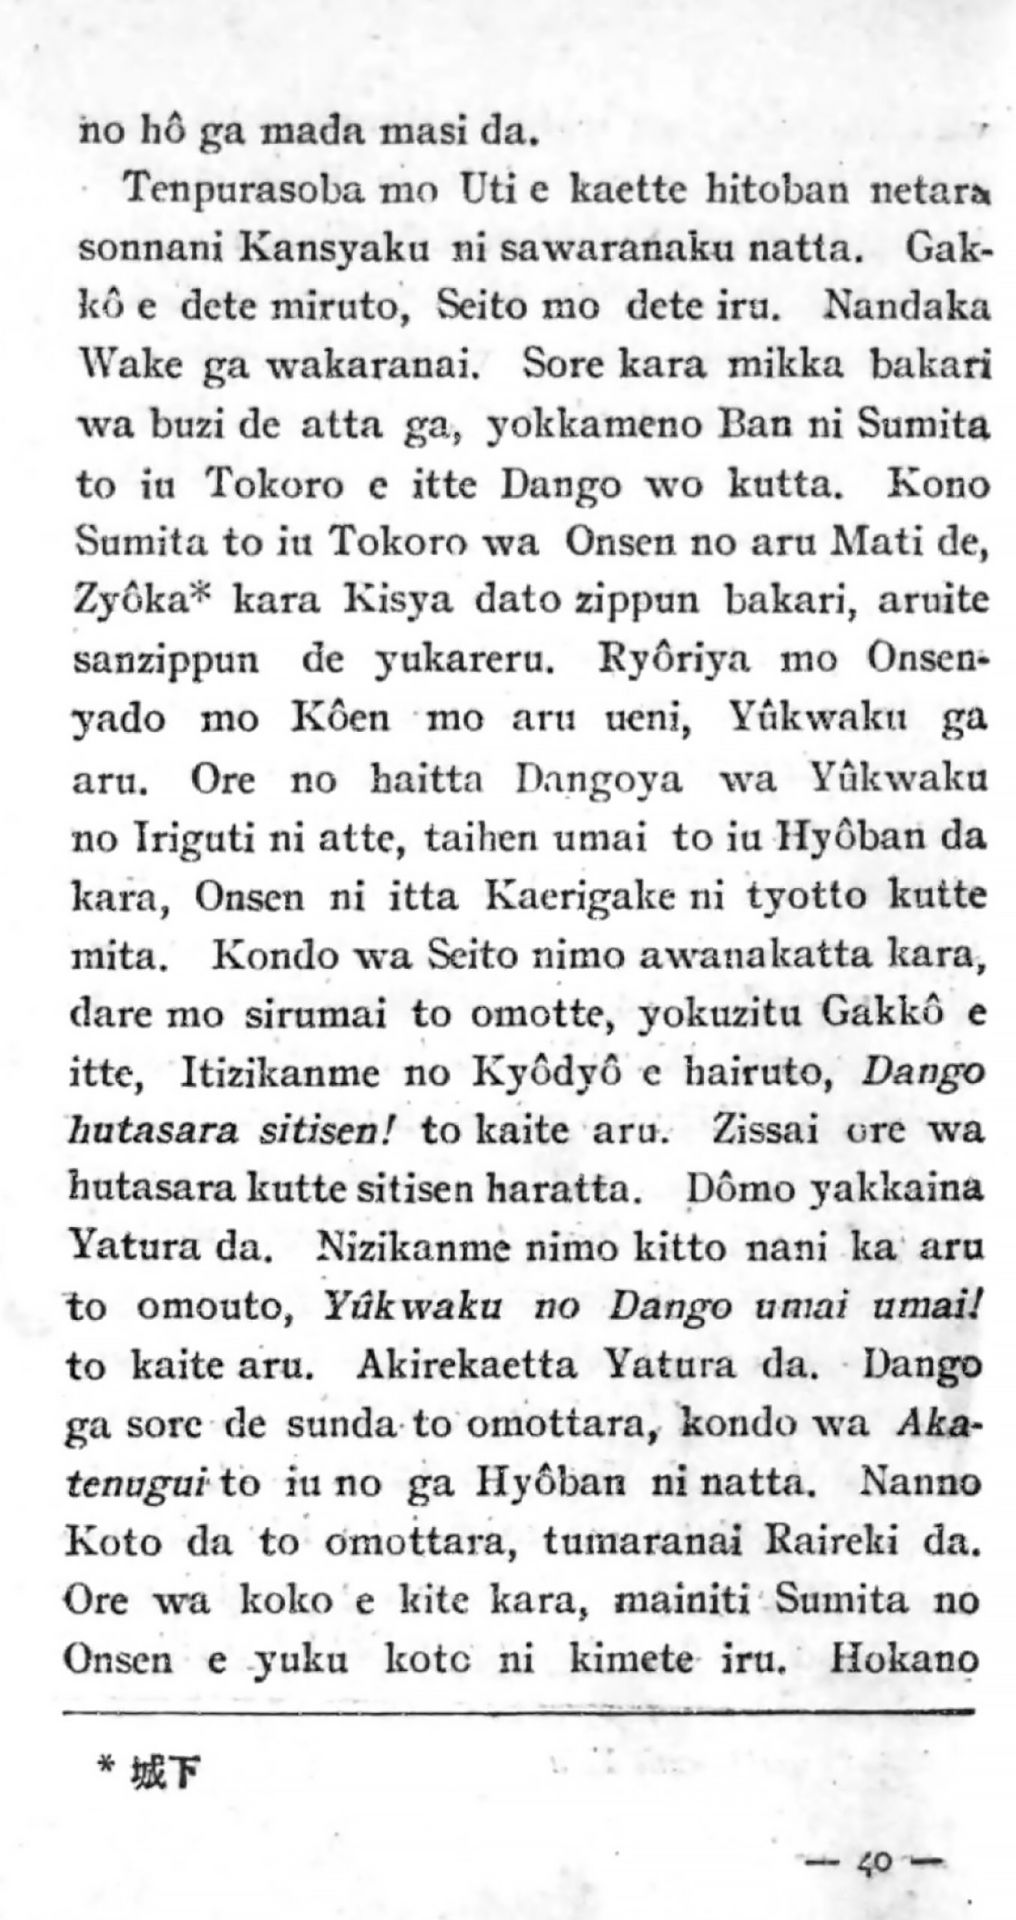 no hô ga mada masi da.
Tenpurasoba mo Uti e kaette hitoban netara
sonnani Kansyaku ni sawaranaku natta. Gak-
kô e dete miruto, Seito mo dete iru. Nandaka
Wake ga wakaranai. Sore kara mikka bakari
wa buzi de atta ga, yokkameno Ban ni Sumita
to iu Tokoro e itte Dango wo kutta. Kono
Sumita to iu Tokoro wa Onsen no aru Mati de,
Zyôka* kara Kisya dato zippun bakari, aruite
sanzippun de yukareru. Ryôriya mo Onsen-
yado mo Kôen mo aru ueni, Yûkwaku ga
aru. Ore no haitta Dangoya wa Yûkwaku
no Iriguti ni atte, taihen umai to iu Hyôban da
kara, Onsen ni itta Kaerigake ni tyotto kutte
mita. Kondo wa Seito nimo awanakatta kara,
dare mo sirumai to omotte, yokuzitu Gakkô e
itte, Itizikanme no Kyôdyô e hairuto, Dango
hutasara sitisen! to kaite aru. Zissai ore wa
hutasara kutte sitisen haratta. Dômo yakkaina
Yatura da. Nizikanme nimo kitto nani ka aru
to omouto, Yûkwaku no Dango umai umai!
to kaite aru. Akirekaetta Yatura da. Dango
ga sore de sunda to omottara, kondo wa Aka-
tenugui to iu no ga Hyôban ni natta. Nanno
Koto da to omottara, tumaranai Raireki da.
Ore wa koko e kite kara, mainiti Sumita no
Onsen e yuku koto ni kimete iru. Hokano
* 城下
— 40 —